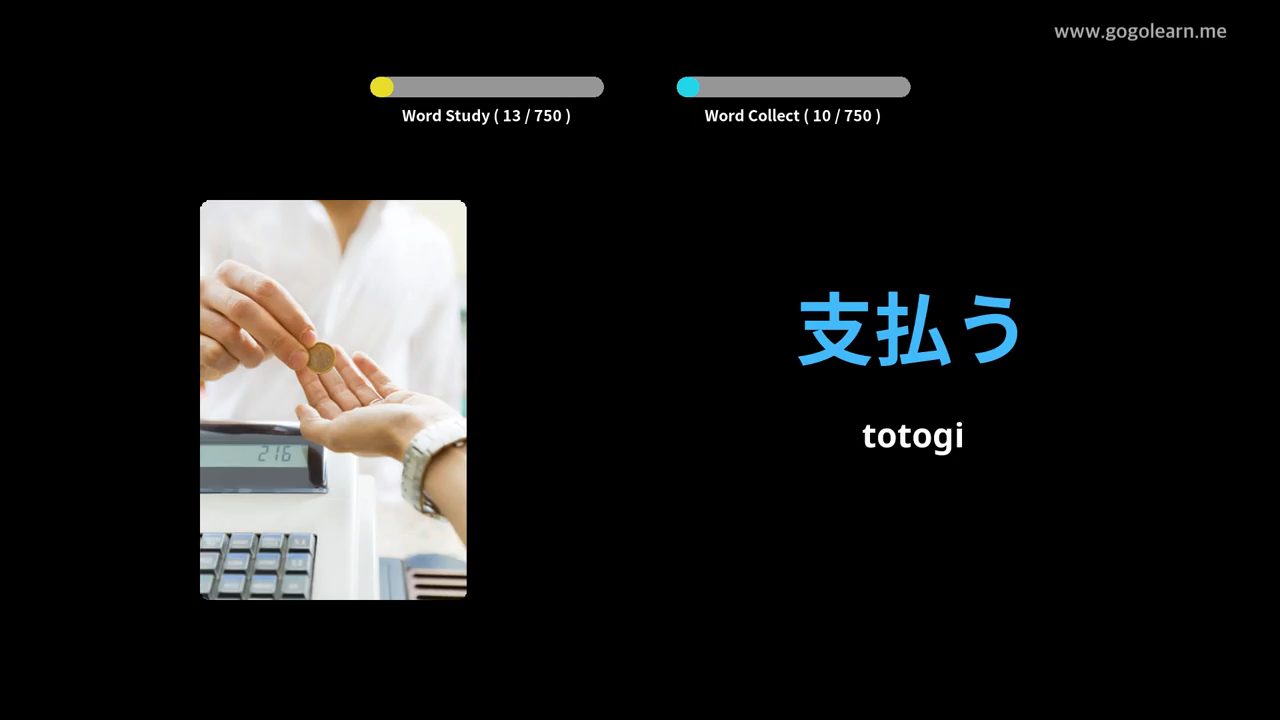 www.gogolearn.me
Word Study ( 13 / 750 )
Word Collect ( 10 / 750 )
支払う
totogi
216